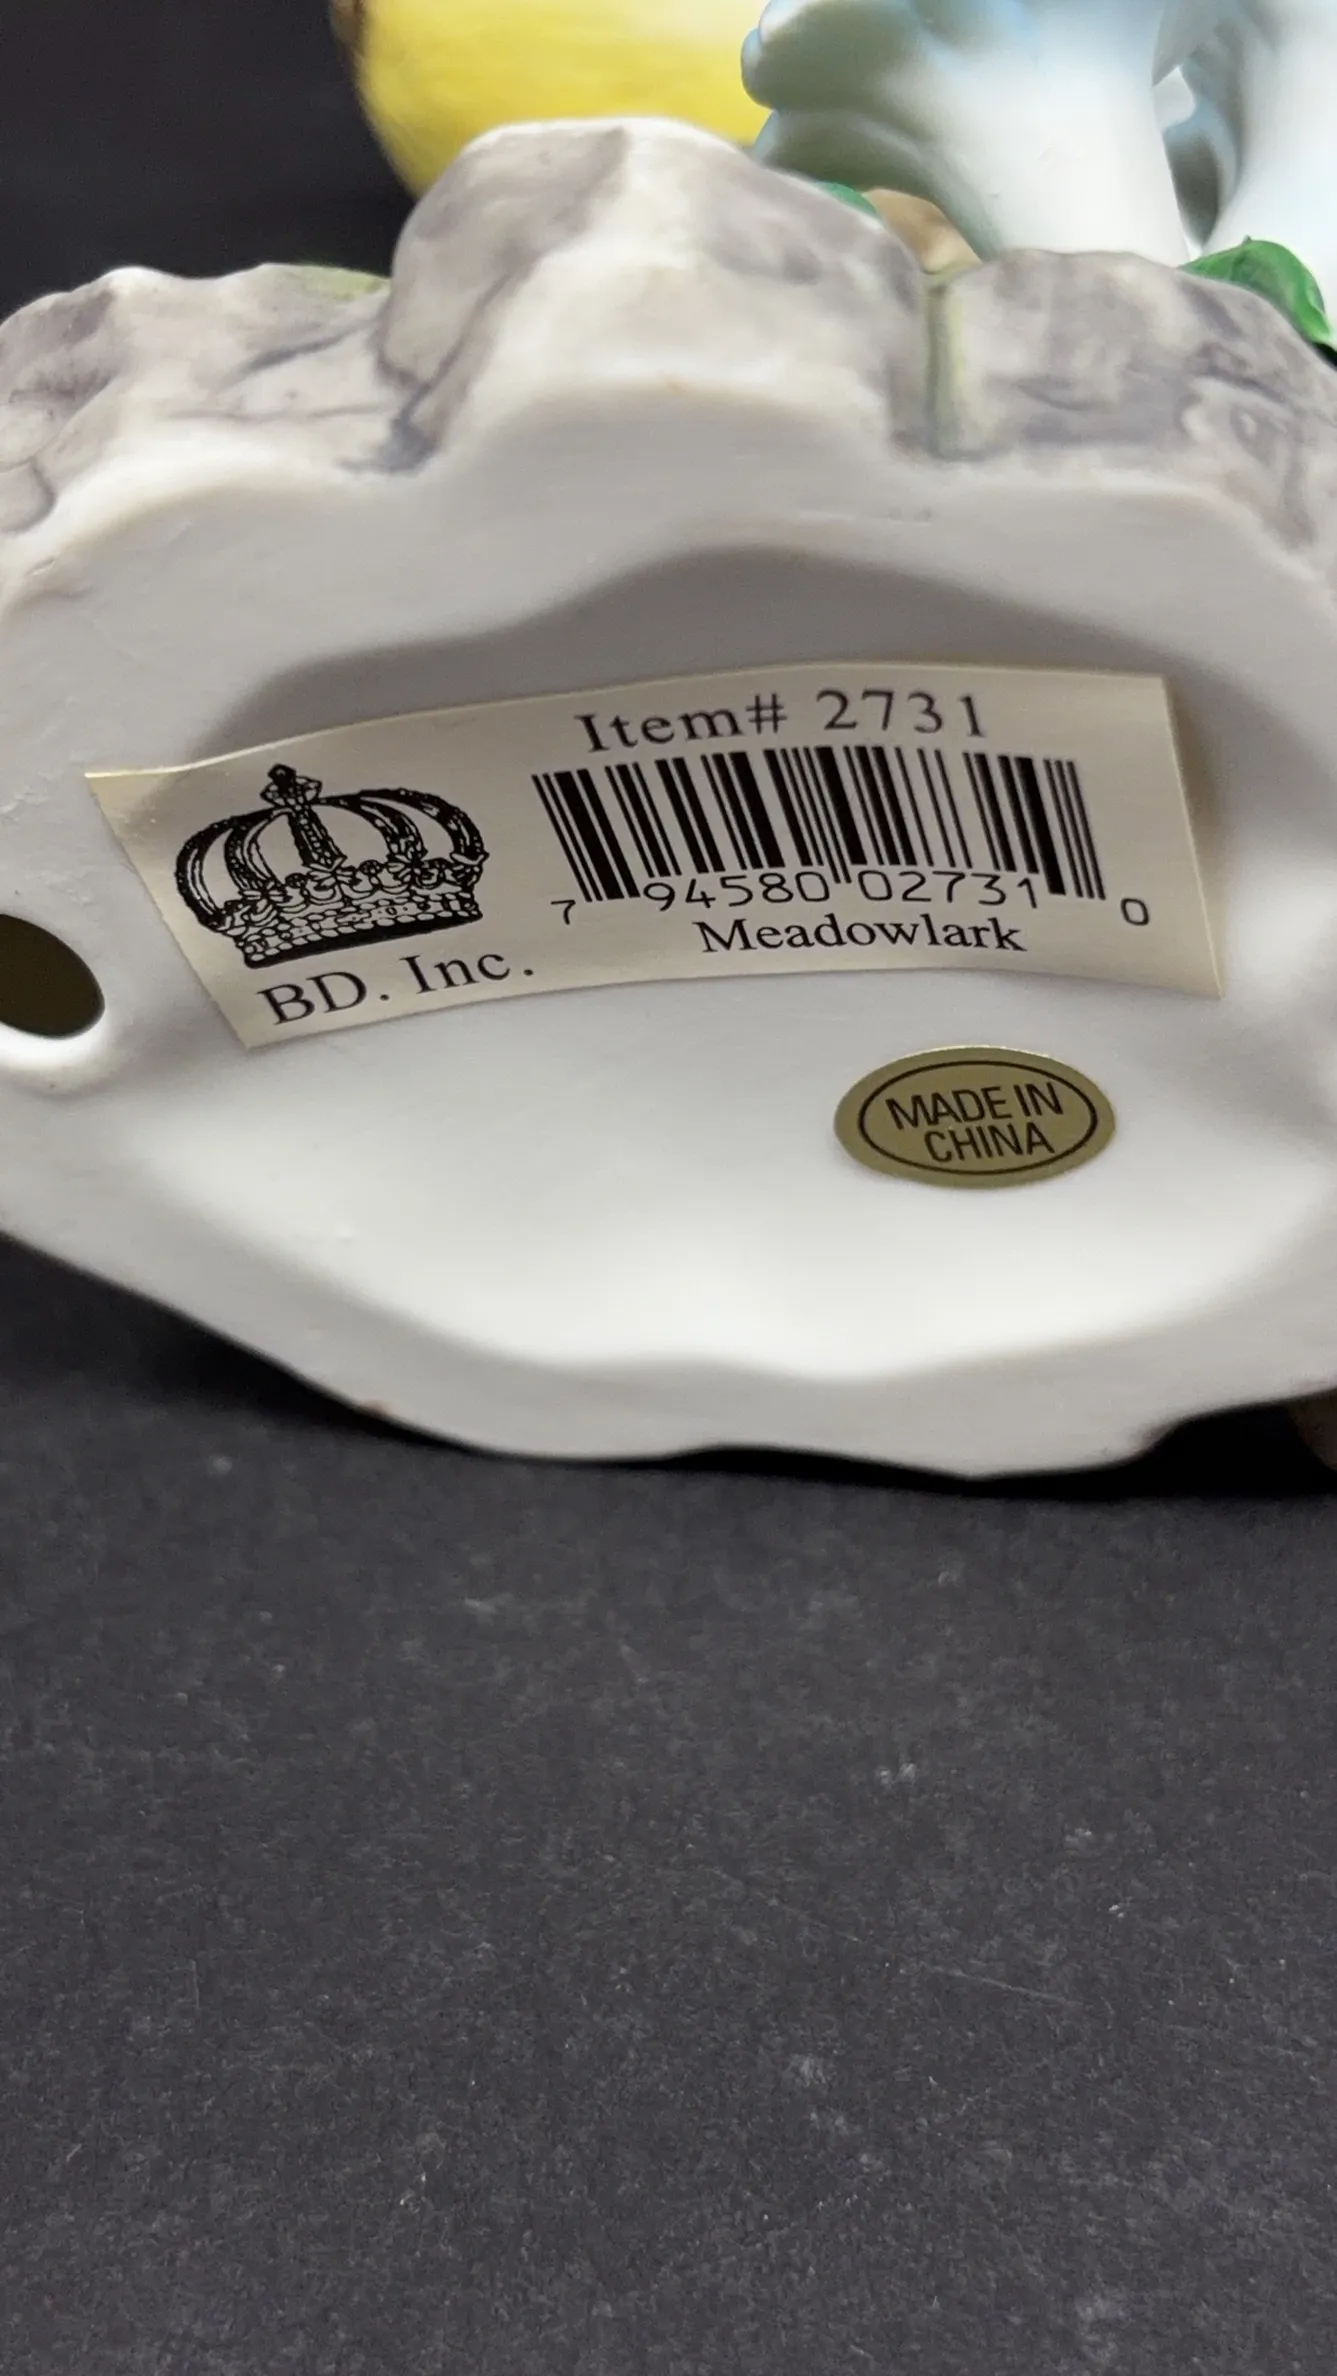 Item# 2731
7 94580 02731 0
Meadowlark
BD. Inc.
MADE IN
CHINA